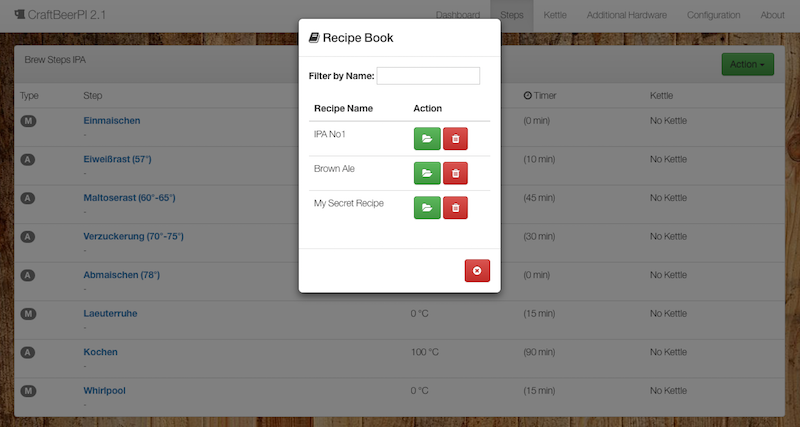 CraftBeerPI 2.1
Dashboard
Steps
Kettle
Additional Hardware
Configuration
About
Brew Steps IPA
Action
Type
Step
Timer
Kettle
M
Einmaischen
-
(0 min)
No Kettle
A
Eiweißrast (57°)
-
(10 min)
No Kettle
A
Maltoserast (60°-65°)
-
(45 min)
No Kettle
A
Verzuckerung (70°-75°)
-
(30 min)
No Kettle
A
Abmaischen (78°)
-
(0 min)
No Kettle
M
Laeuterruhe
-
0 °C
(15 min)
No Kettle
A
Kochen
-
100 °C
(90 min)
No Kettle
M
Whirlpool
-
0 °C
(15 min)
No Kettle
Recipe Book
Filter by Name:
Recipe Name
Action
IPA No1
Brown Ale
My Secret Recipe